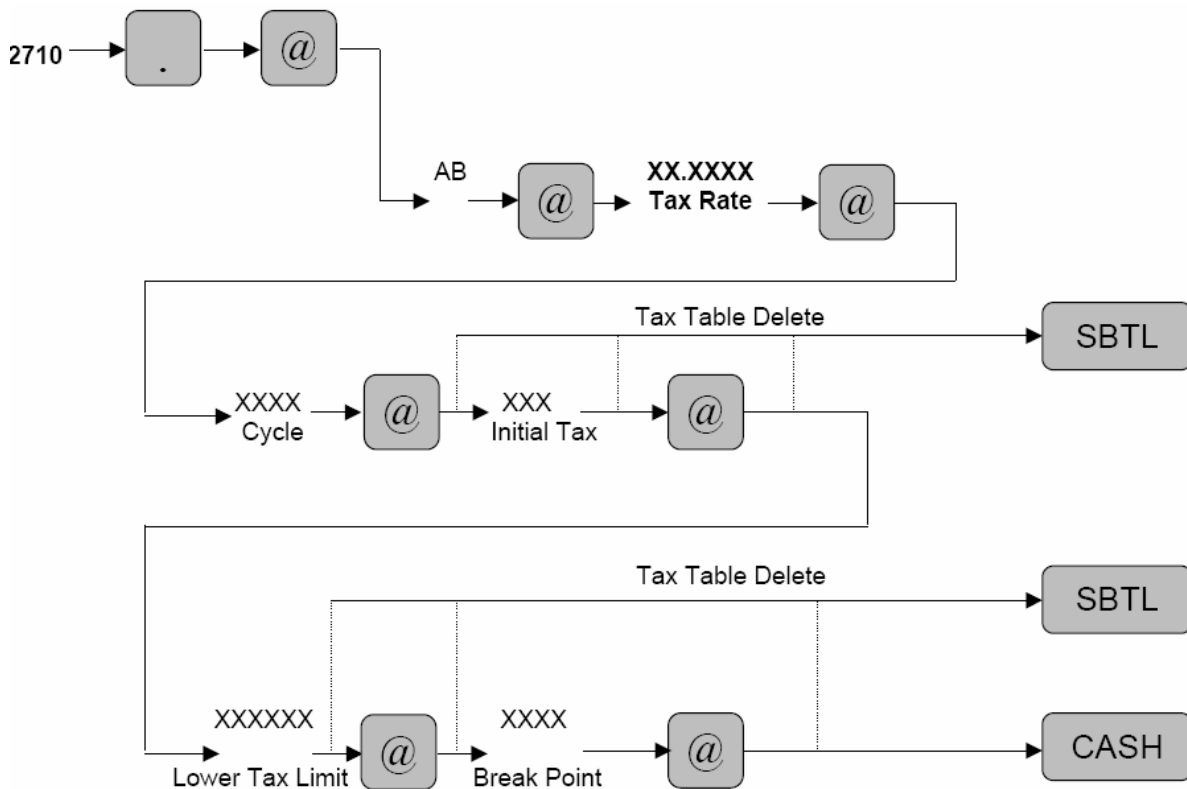 2710
.
@
AB
@
XX.XXXX
Tax Rate
@
Tax Table Delete
SBTL
XXXX
Cycle
@
XXX
Initial Tax
@
Tax Table Delete
SBTL
XXXXXX
Lower Tax Limit
@
XXXX
Break Point
@
CASH